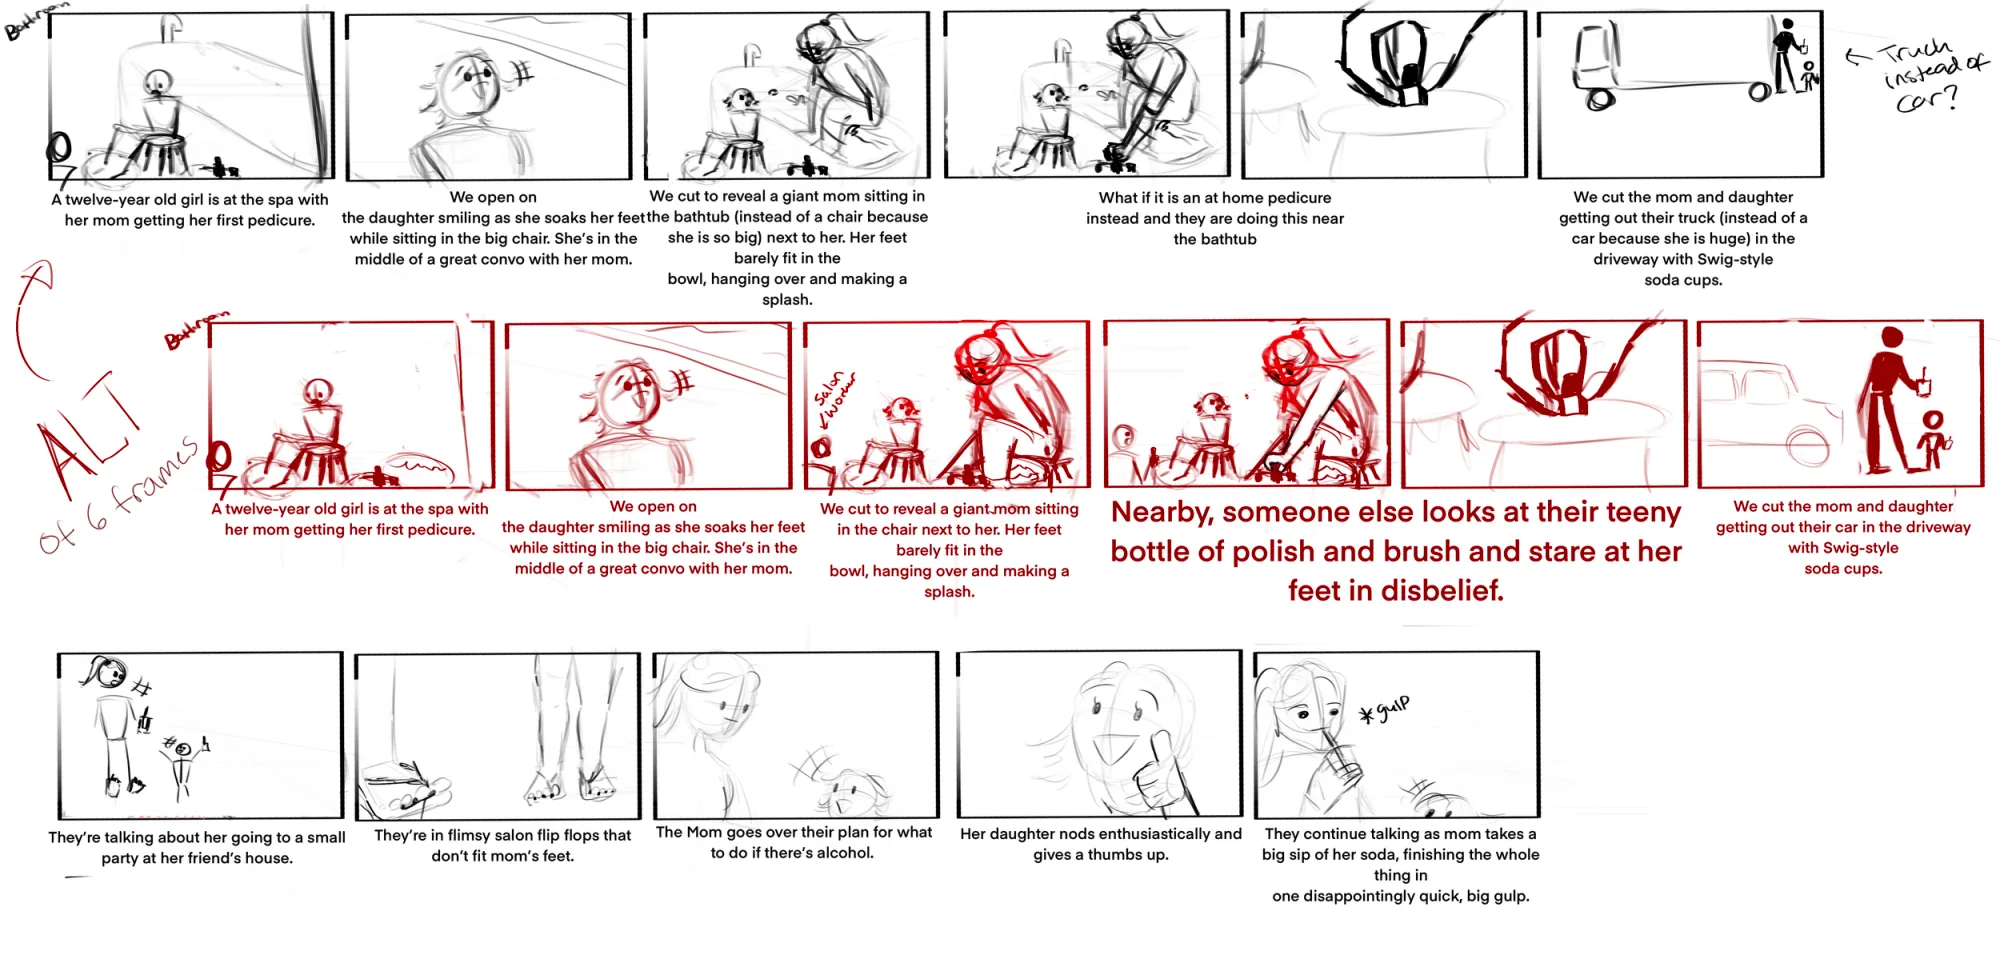 Bathroom
A twelve-year old girl is at the spa with
her mom getting her first pedicure.
We open on
the daughter smiling as she soaks her feet
while sitting in the big chair. She's in the
middle of a great convo with her mom.
We cut to reveal a giant mom sitting in
the bathtub (instead of a chair because
she is so big) next to her. Her feet
barely fit in the
bowl, hanging over and making a
splash.
What if it is an at home pedicure
instead and they are doing this near
the bathtub
We cut the mom and daughter
getting out their truck (instead of a
car because she is huge) in the
driveway with Swig-style
soda cups.
← Truck
instead of
car?
ALT
of 6 frames
Bathroom
A twelve-year old girl is at the spa with
her mom getting her first pedicure.
We open on
the daughter smiling as she soaks her feet
while sitting in the big chair. She's in the
middle of a great convo with her mom.
Salon
Worker
We cut to reveal a giant mom sitting
in the chair next to her. Her feet
barely fit in the
bowl, hanging over and making a
splash.
Nearby, someone else looks at their teeny
bottle of polish and brush and stare at her
feet in disbelief.
We cut the mom and daughter
getting out their car in the driveway
with Swig-style
soda cups.
They're talking about her going to a small
party at her friend's house.
They're in flimsy salon flip flops that
don't fit mom's feet.
The Mom goes over their plan for what
to do if there's alcohol.
Her daughter nods enthusiastically and
gives a thumbs up.
*gulp
They continue talking as mom takes a
big sip of her soda, finishing the whole
thing in
one disappointingly quick, big gulp.